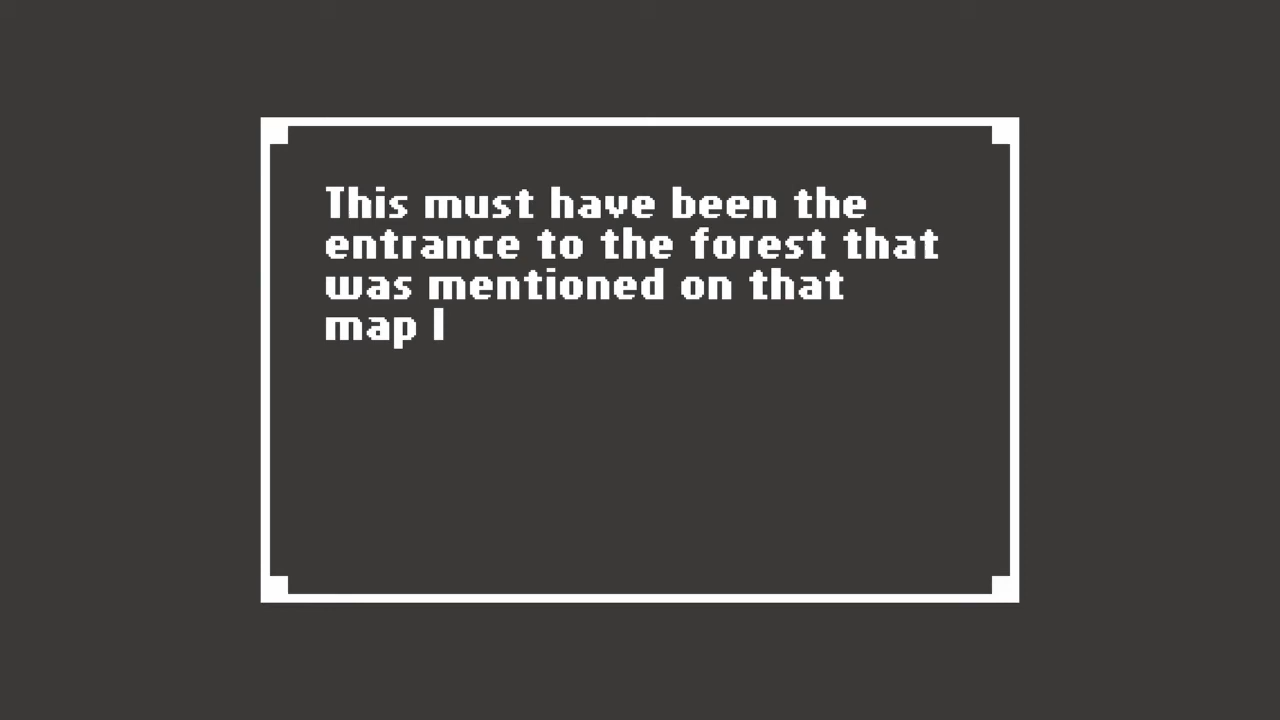 This must have been the
entrance to the forest that
was mentioned on that
map I